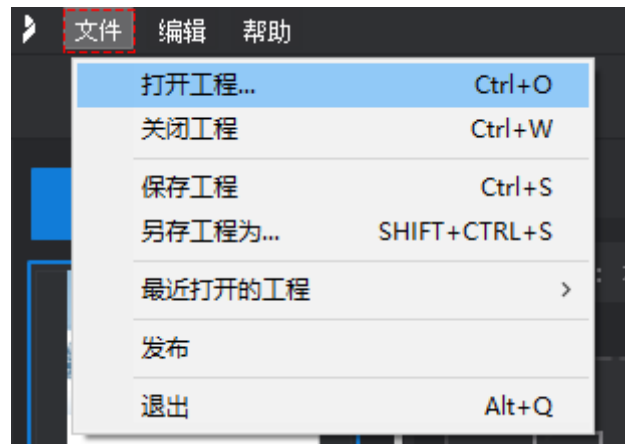 文件 编辑 帮助
打开工程... Ctrl+O
关闭工程 Ctrl+W
保存工程 Ctrl+S
另存工程为... SHIFT+CTRL+S
最近打开的工程 >
发布
退出 Alt+Q